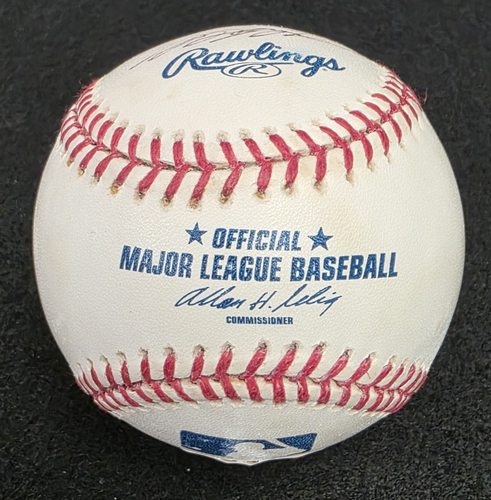 Rawlings
®
★ OFFICIAL ★
MAJOR LEAGUE BASEBALL
Allan H. Selig
COMMISSIONER